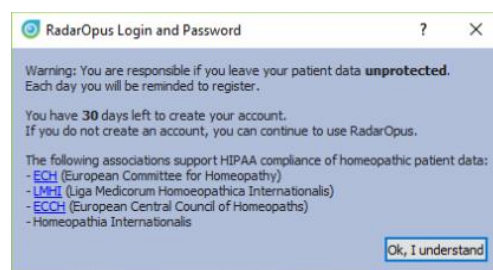 RadarOpus Login and Password
Warning: You are responsible if you leave your patient data unprotected.
Each day you will be reminded to register.
You have 30 days left to create your account.
If you do not create an account, you can continue to use RadarOpus.
The following associations support HIPAA compliance of homeopathic patient data:
- ECH (European Committee for Homeopathy)
- LMHI (Liga Medicorum Homoeopathica Internationalis)
- ECCH (European Central Council of Homeopaths)
- Homeopathia Internationalis
Ok, I understand